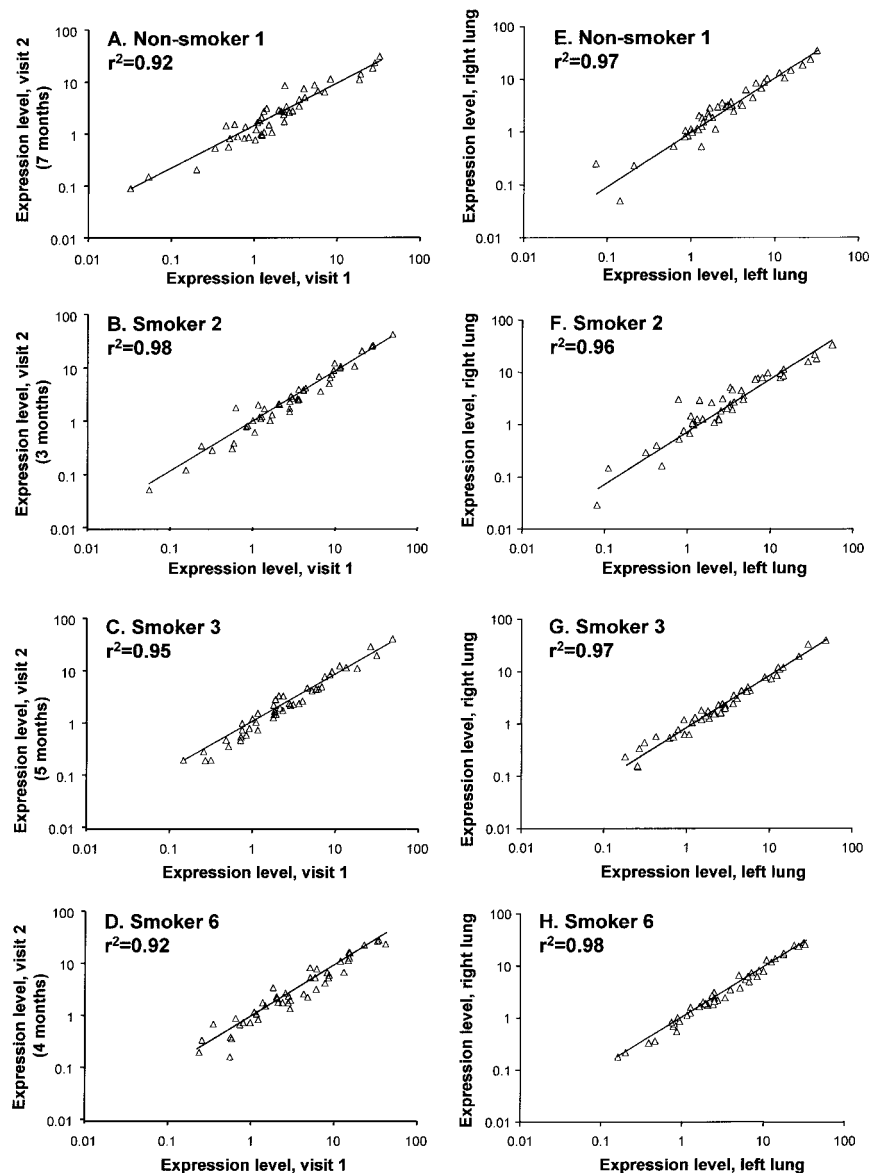 A. Non-smoker 1
r²=0.92
Expression level, visit 2
(7 months)
100
10
1
0.1
0.01
0.01 0.1 1 10 100
Expression level, visit 1
E. Non-smoker 1
r²=0.97
Expression level, right lung
100
10
1
0.1
0.01
0.01 0.1 1 10 100
Expression level, left lung
B. Smoker 2
r²=0.98
Expression level, visit 2
(3 months)
100
10
1
0.1
0.01
0.01 0.1 1 10 100
Expression level, visit 1
F. Smoker 2
r²=0.96
Expression level, right lung
100
10
1
0.1
0.01
0.01 0.1 1 10 100
Expression level, left lung
C. Smoker 3
r²=0.95
Expression level, visit 2
(5 months)
100
10
1
0.1
0.01
0.01 0.1 1 10 100
Expression level, visit 1
G. Smoker 3
r²=0.97
Expression level, right lung
100
10
1
0.1
0.01
0.01 0.1 1 10 100
Expression level, left lung
D. Smoker 6
r²=0.92
Expression level, visit 2
(4 months)
100
10
1
0.1
0.01
0.01 0.1 1 10 100
Expression level, visit 1
H. Smoker 6
r²=0.98
Expression level, right lung
100
10
1
0.1
0.01
0.01 0.1 1 10 100
Expression level, left lung